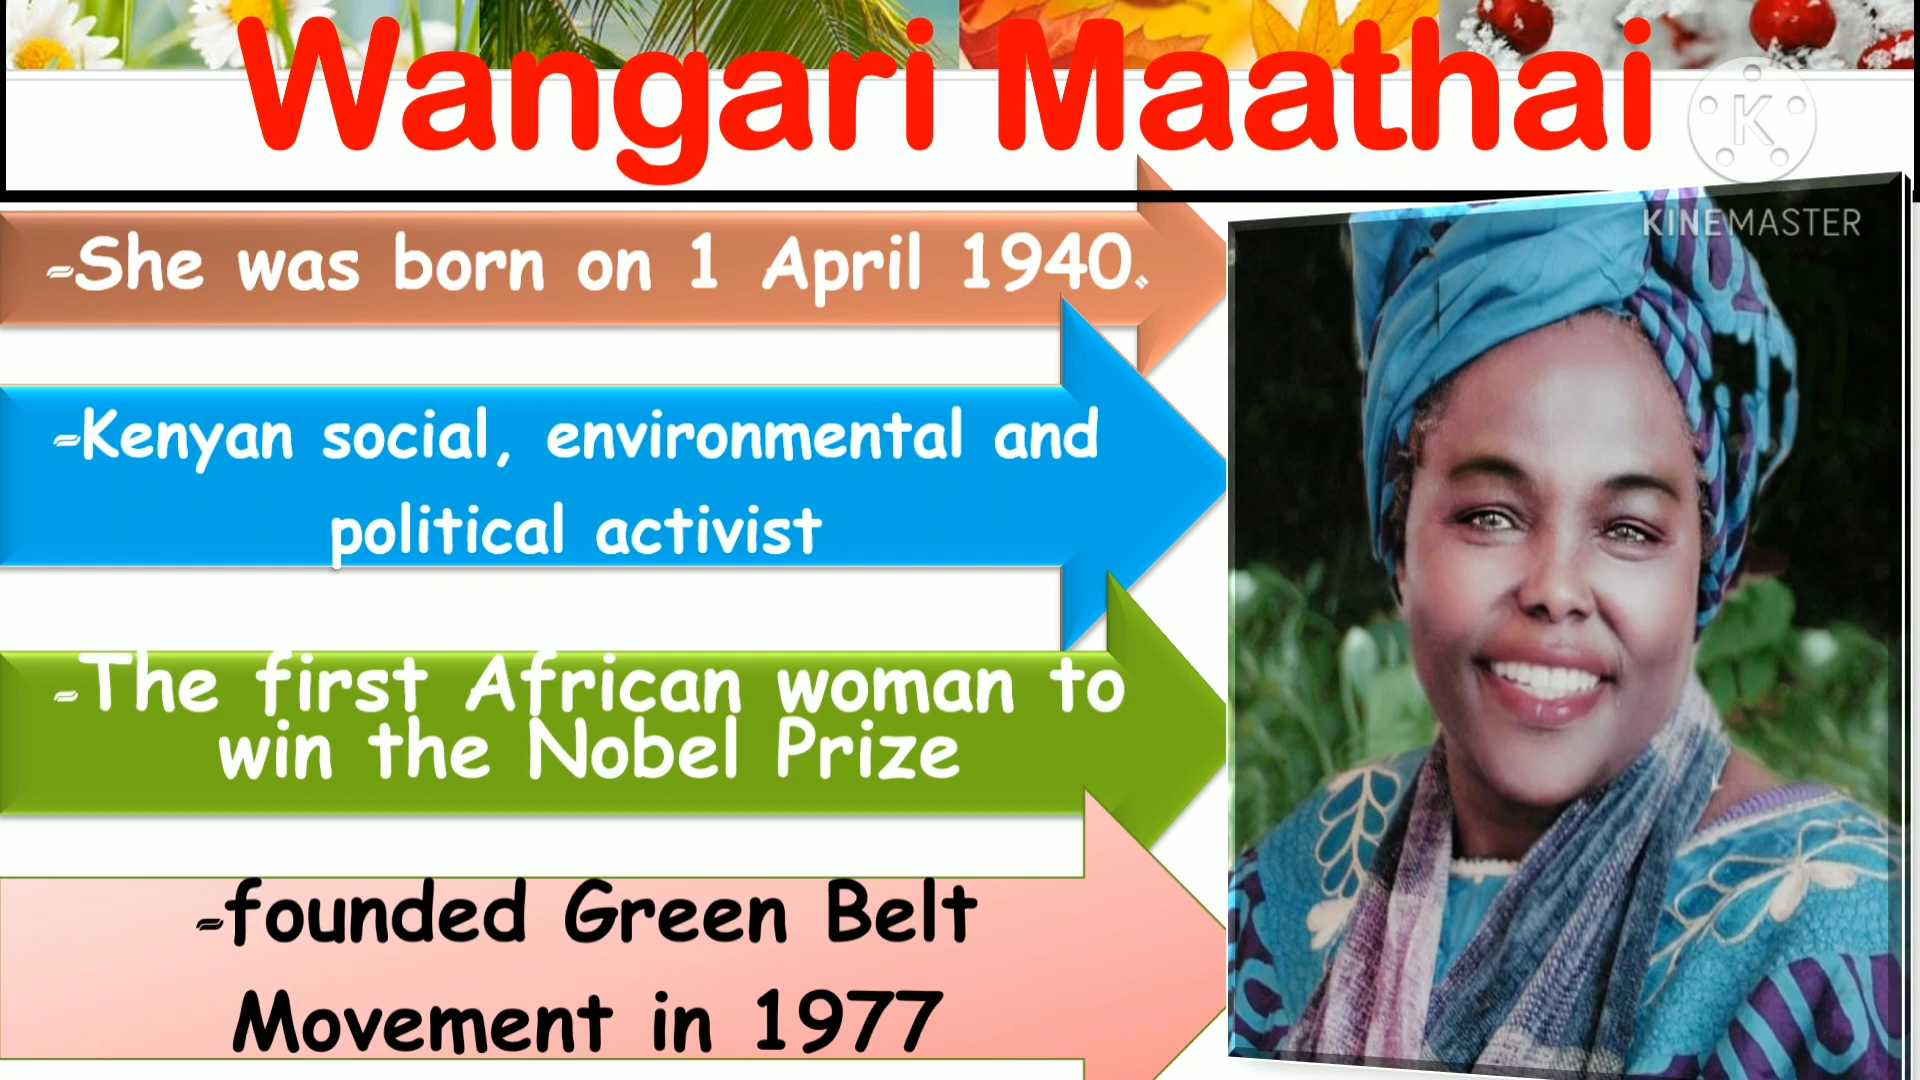 Wangari Maathai
K
KINEMASTER
-She was born on 1 April 1940.
-Kenyan social, environmental and
political activist
-The first African woman to
win the Nobel Prize
-founded Green Belt
Movement in 1977